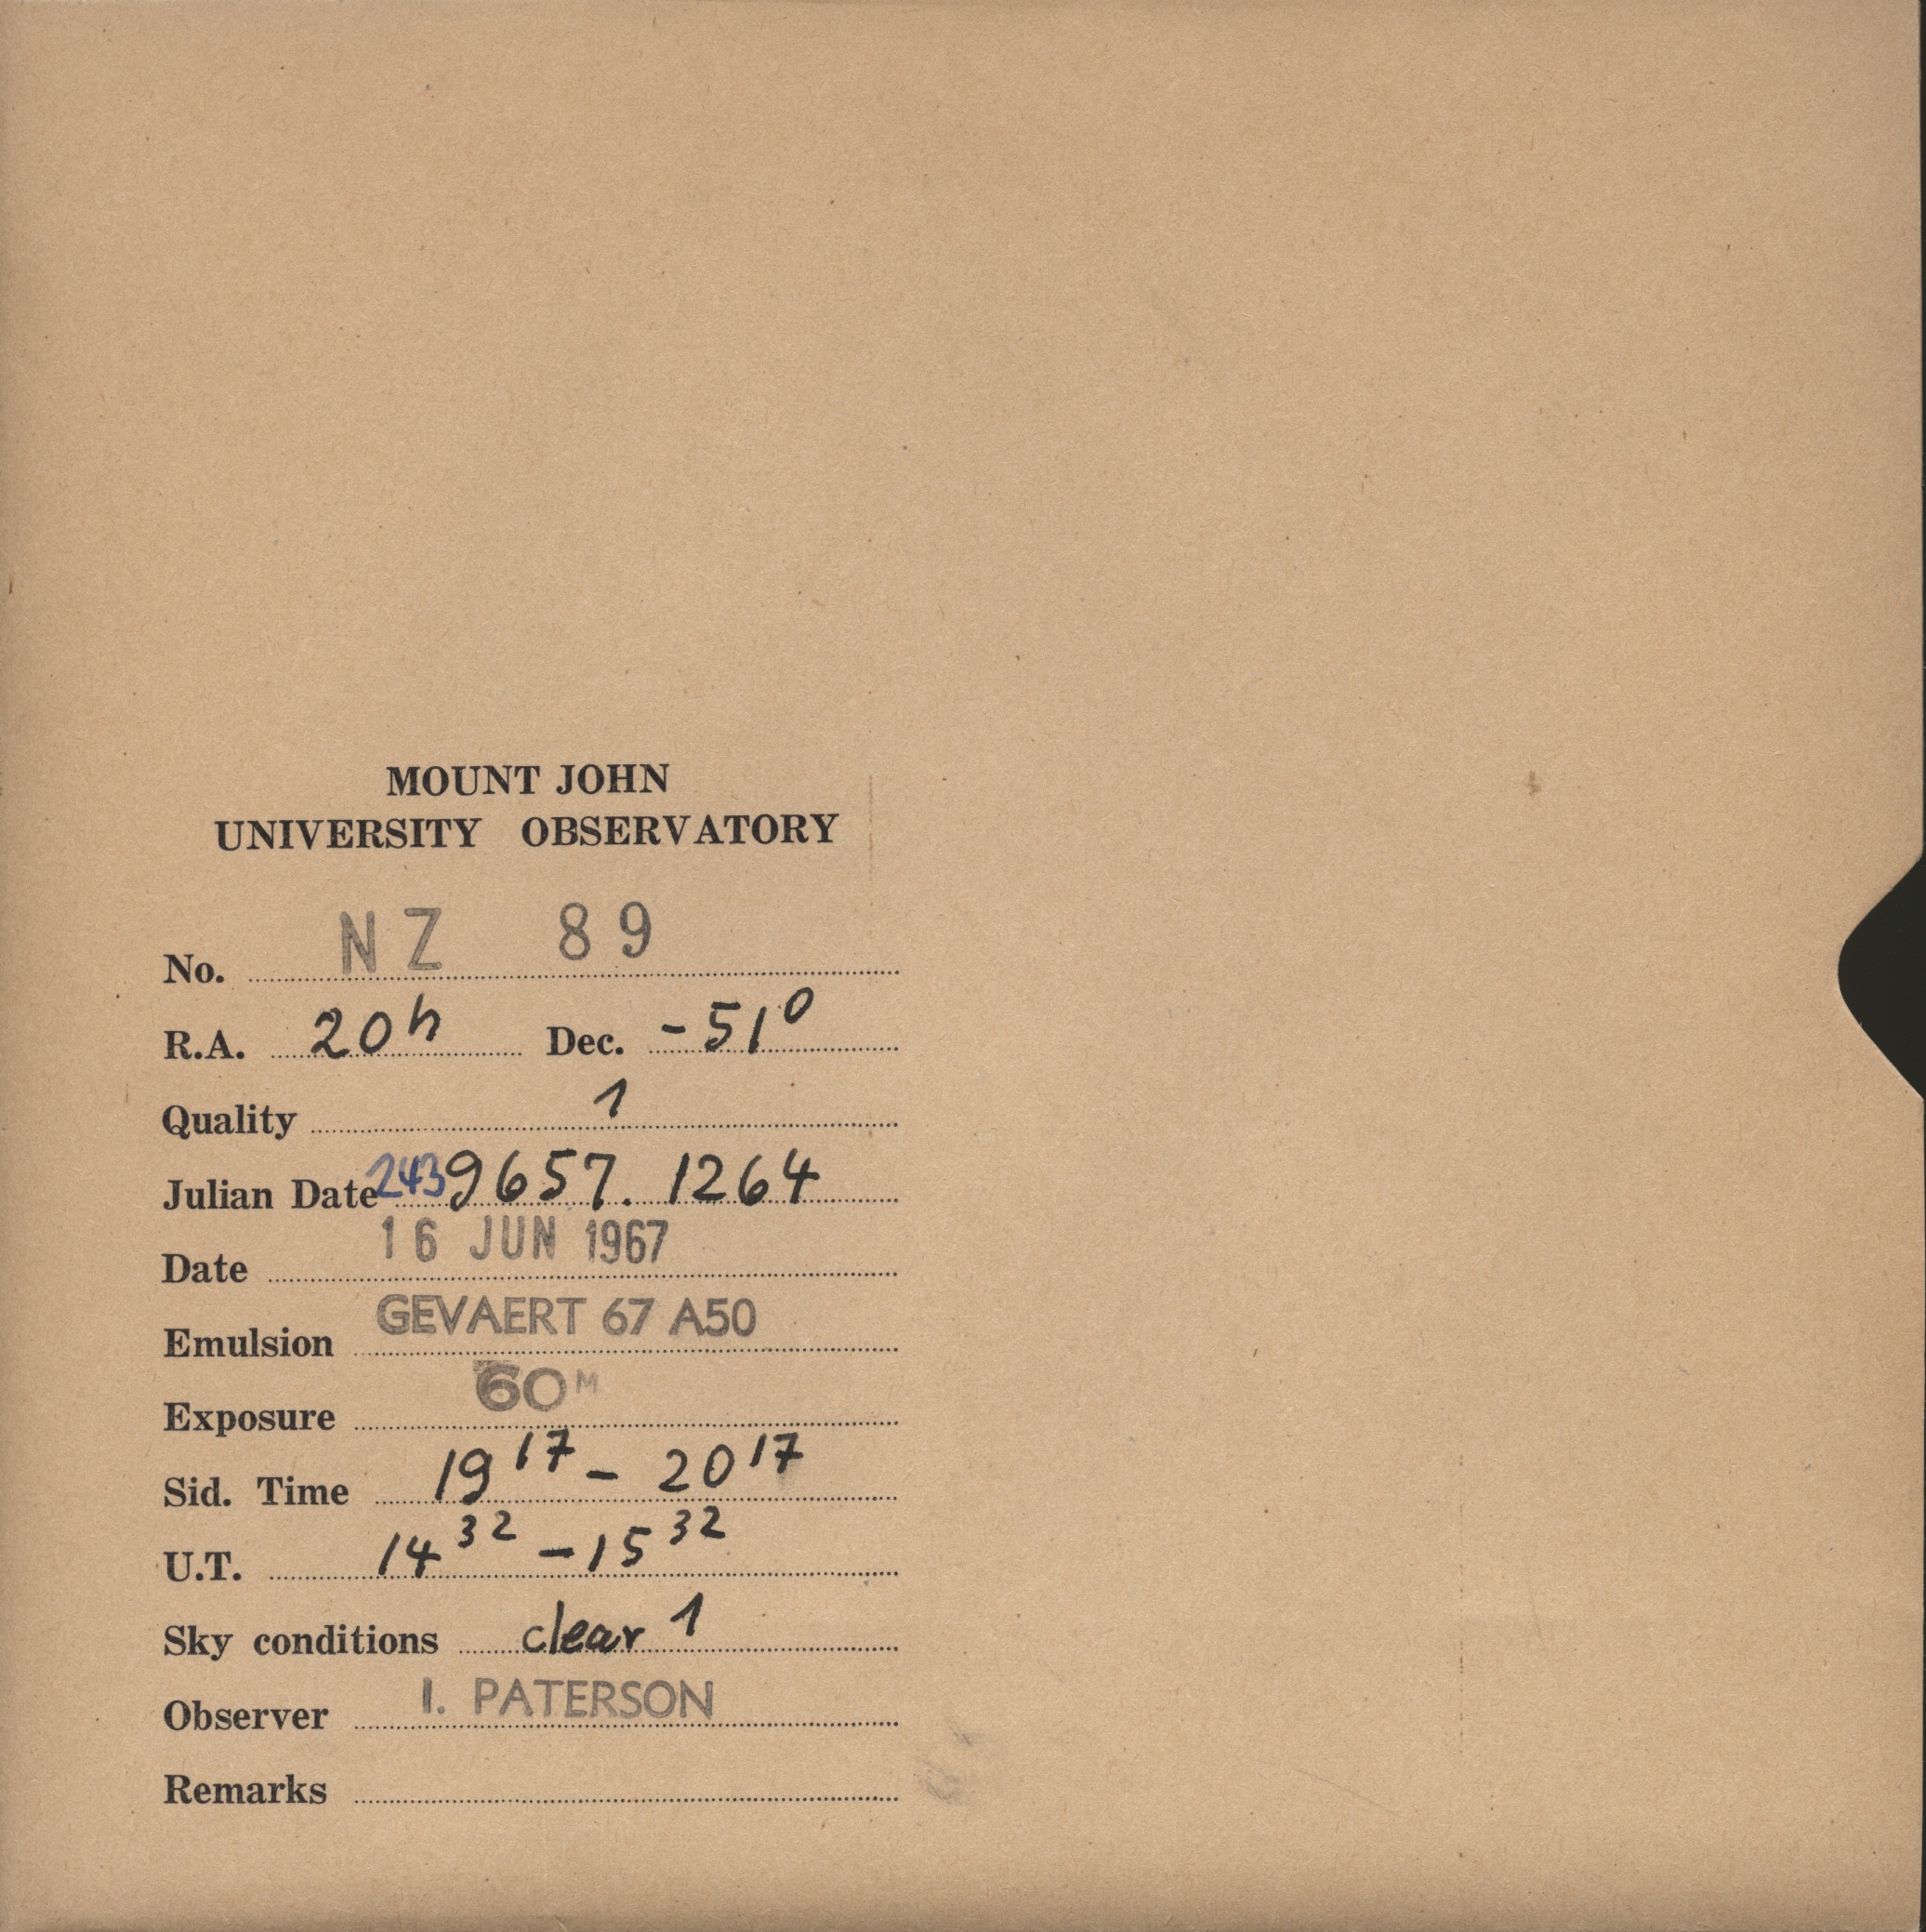 MOUNT JOHN
UNIVERSITY OBSERVATORY
No. NZ 89
R.A. 20h Dec. -51°
Quality 1
Julian Date 2439657.1264
Date 16 JUN 1967
Emulsion GEVAERT 67 A50
Exposure 60M
Sid. Time 19 17 - 20 17
U.T. 14 32 - 15 32
Sky conditions clear 1
Observer I. PATERSON
Remarks